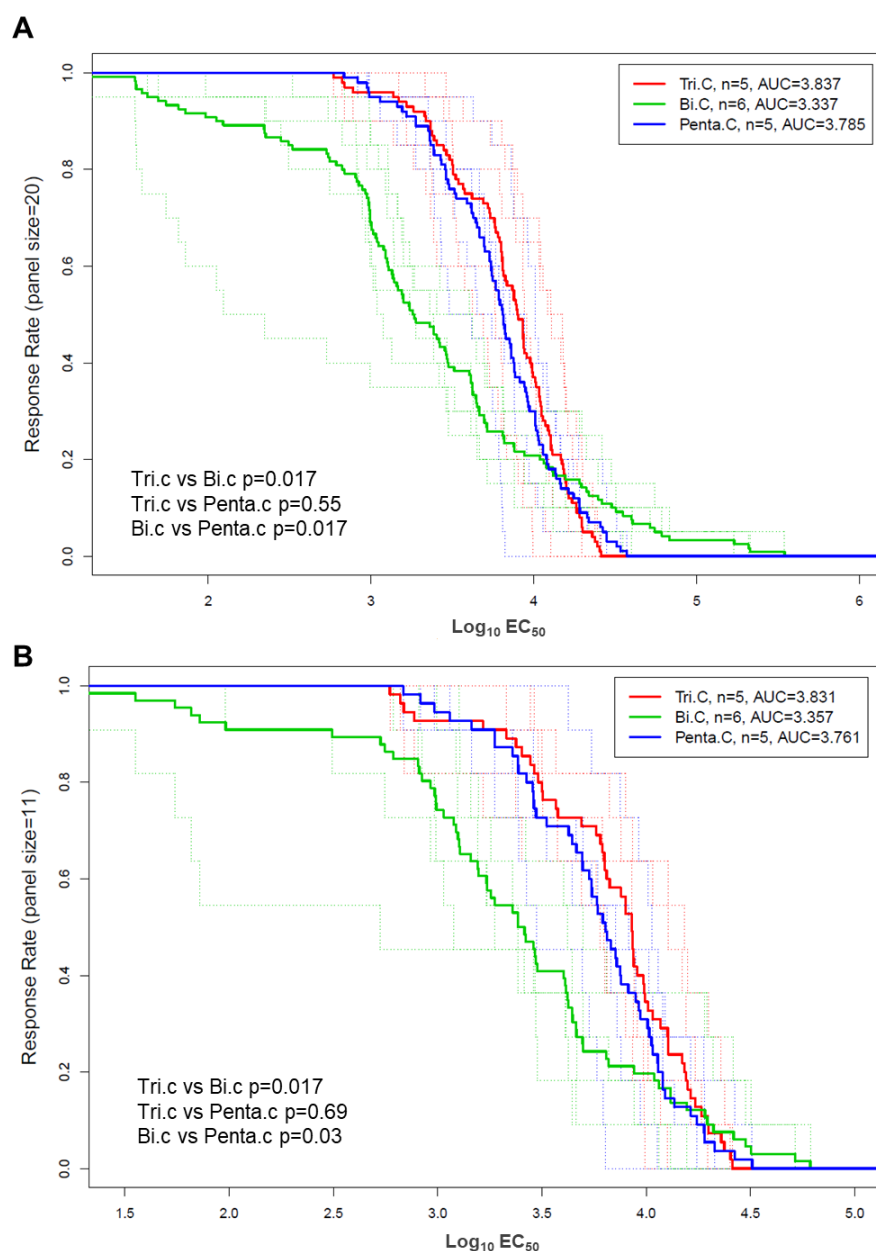 A
Response Rate (panel size=20)
1.0
0.8
0.6
0.4
0.2
0.0
Tri.C, n=5, AUC=3.837
Bi.C, n=6, AUC=3.337
Penta.C, n=5, AUC=3.785
Tri.c vs Bi.c p=0.017
Tri.c vs Penta.c p=0.55
Bi.c vs Penta.c p=0.017
2 3 4 5 6
Log10 EC50
B
Response Rate (panel size=11)
1.0
0.8
0.6
0.4
0.2
0.0
Tri.C, n=5, AUC=3.831
Bi.C, n=6, AUC=3.357
Penta.C, n=5, AUC=3.761
Tri.c vs Bi.c p=0.017
Tri.c vs Penta.c p=0.69
Bi.c vs Penta.c p=0.03
1.5 2.0 2.5 3.0 3.5 4.0 4.5 5.0
Log10 EC50